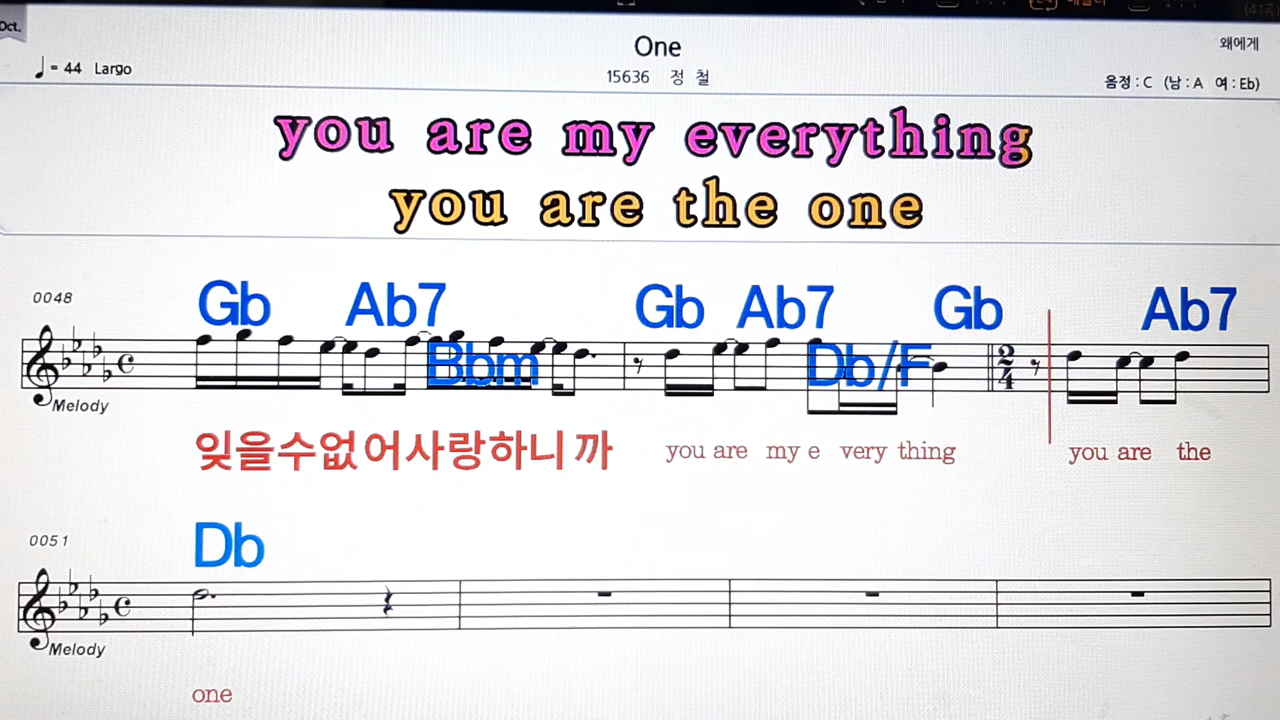 Oct.
One
왜에게
♩ = 44 Largo
15636 정 철
음정 : C (남 : A 여 : Eb)
you are my everything
you are the one
0048
Gb Ab7 Bbm Gb Ab7 Db/F Gb Ab7
2
4
Melody
잊을수없어사랑하니 까 you are my e very thing you are the
0051
Db
Melody
one